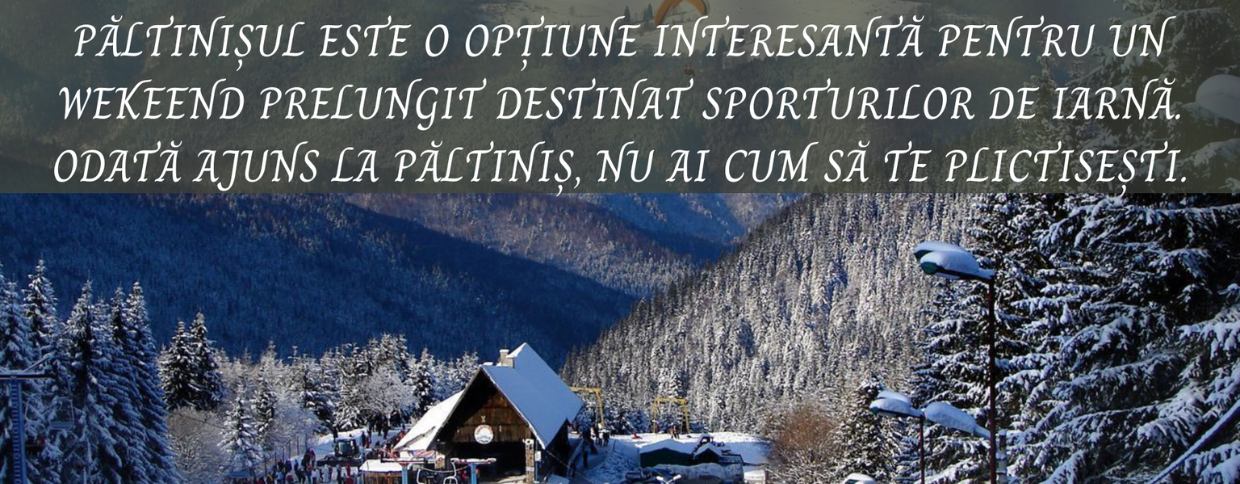 PĂLTINIȘUL ESTE O OPȚIUNE INTERESANTĂ PENTRU UN
WEKEEND PRELUNGIT DESTINAT SPORTURILOR DE IARNĂ.
ODATĂ AJUNS LA PĂLTINIȘ, NU AI CUM SĂ TE PLICTISEȘTI.